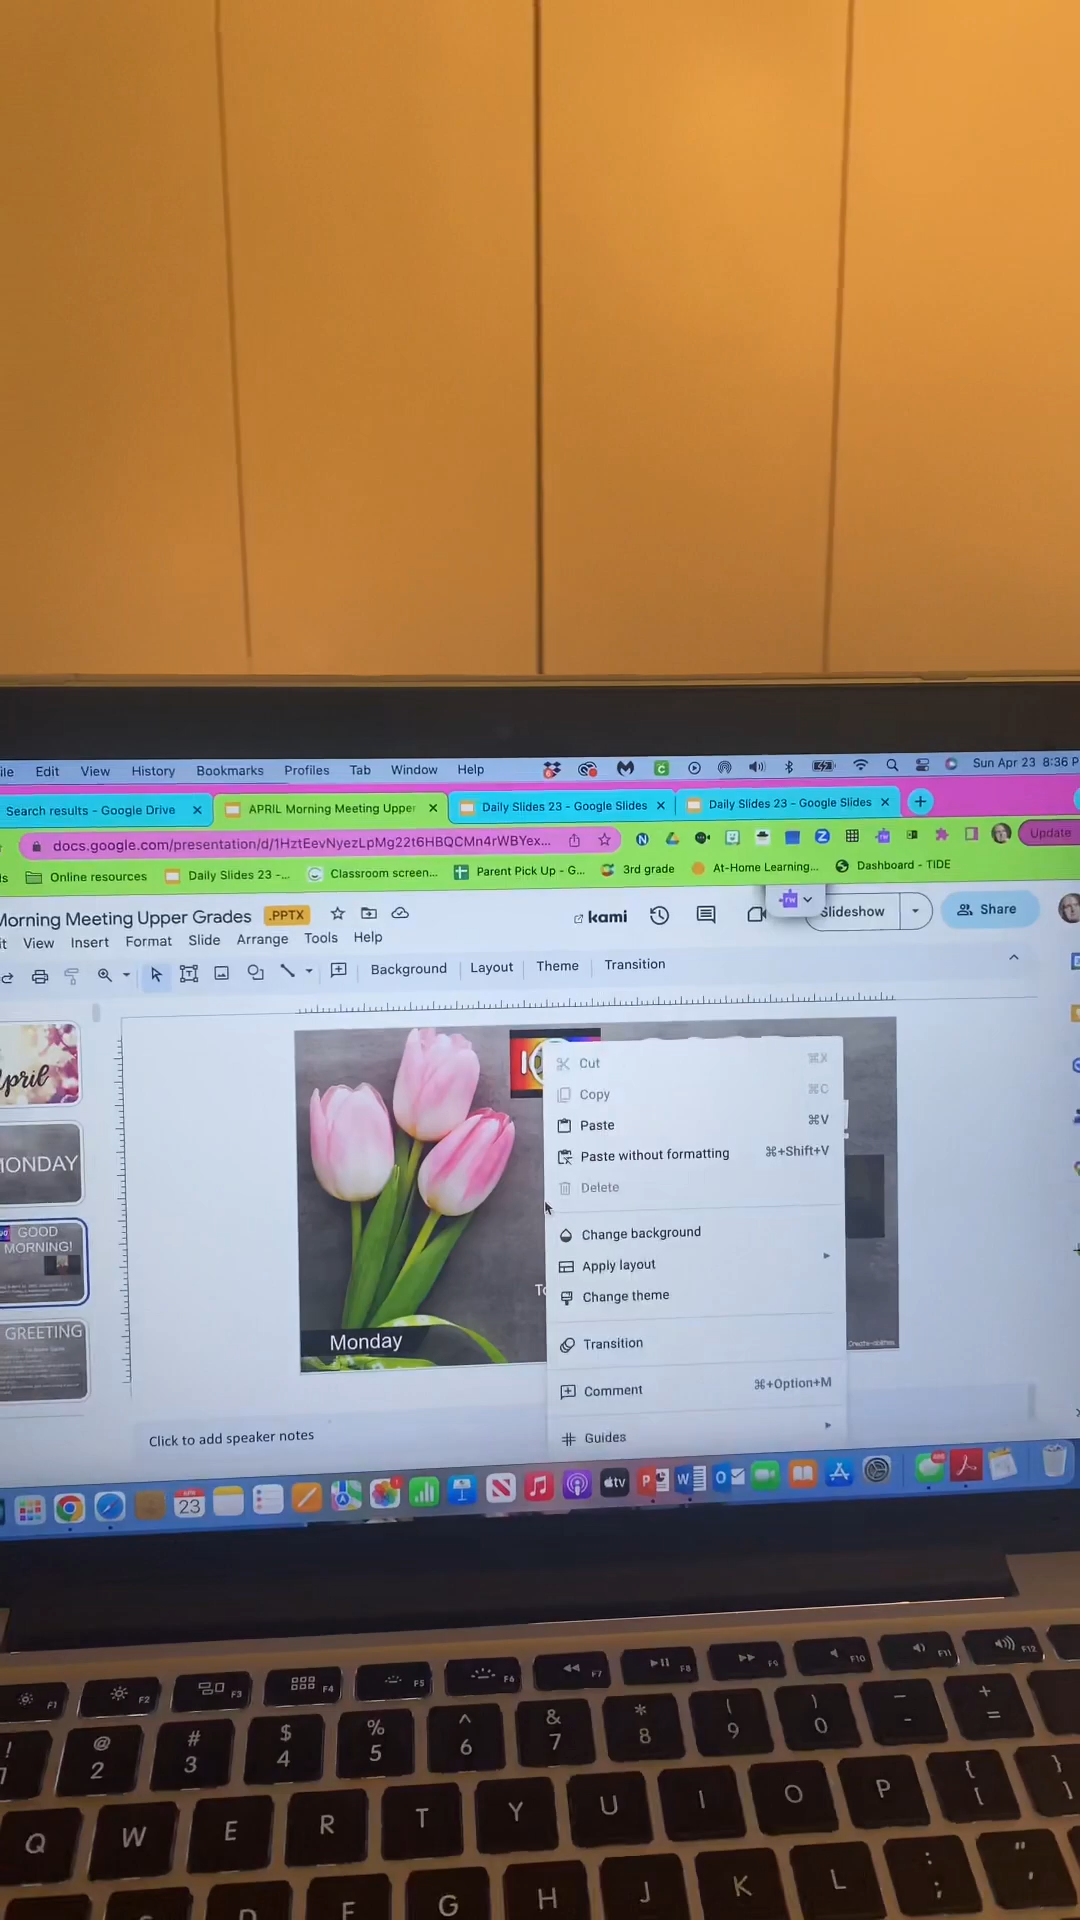 Edit View History Bookmarks Profiles Tab Window Help
Sun Apr 23 8:36 P
Search results - Google Drive
APRIL Morning Meeting Upper
Daily Slides 23 - Google Slides
Daily Slides 23 - Google Slides
docs.google.com/presentation/d/1HztEevNyezLpMg22t6HBQCMn4rWBYex...
Update
Online resources
Daily Slides 23 -...
Classroom screen...
Parent Pick Up - G...
3rd grade
At-Home Learning...
Dashboard - TIDE
Morning Meeting Upper Grades .PPTX
kami
Slideshow
Share
View Insert Format Slide Arrange Tools Help
Background Layout Theme Transition
April
MONDAY
GOOD
MORNING!
GREETING
Monday
Create-abilities
Cut ⌘X
Copy ⌘C
Paste ⌘V
Paste without formatting ⌘+Shift+V
Delete
Change background
Apply layout
Change theme
Transition
Comment ⌘+Option+M
Guides
Click to add speaker notes
23
tv
F1 F2 F3 F4 F5 F6 F7 F8 F9 F10 F11 F12
! @ # $ % ^ & * ( ) _ +
1 2 3 4 5 6 7 8 9 0 - =
Q W E R T Y U I O P { [ } ]
D F G H J K L : ; " '